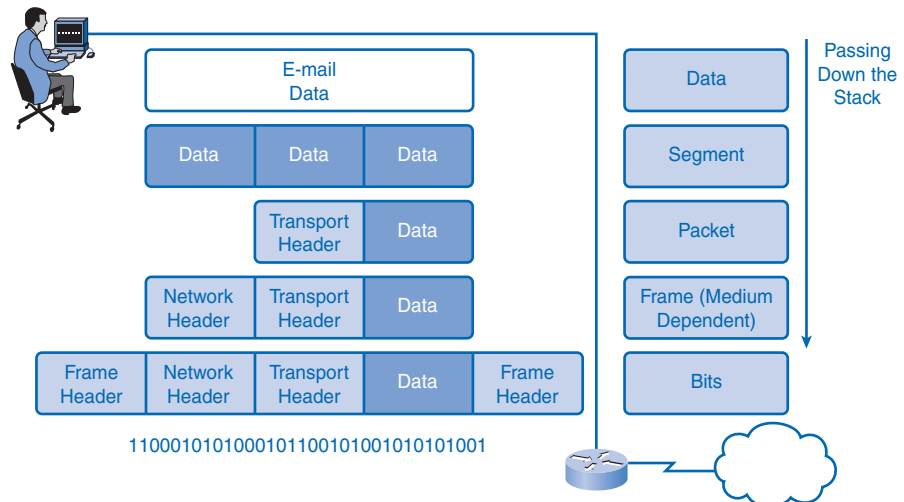 E-mail
Data
Data
Passing
Down the
Stack
Data
Data
Data
Segment
Transport
Header
Data
Packet
Network
Header
Transport
Header
Data
Frame (Medium
Dependent)
Frame
Header
Network
Header
Transport
Header
Data
Frame
Header
Bits
1100010101000101100101001010101001